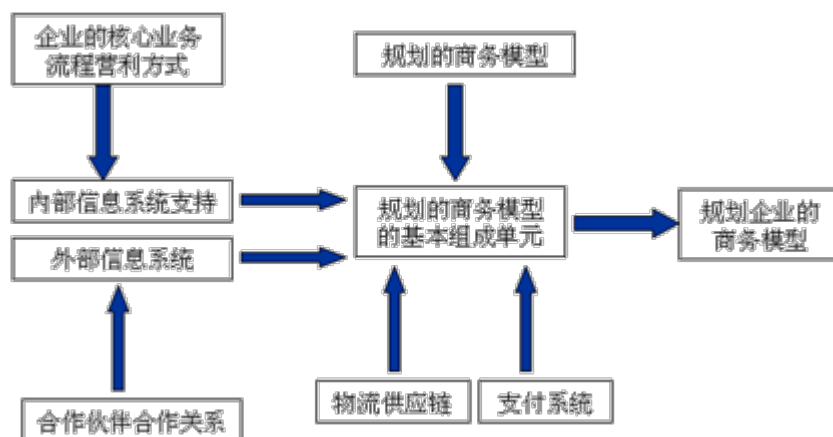 企业的核心业务
流程营利方式
规划的商务模型
内部信息系统支持
规划的商务模型
的基本组成单元
规划企业的
商务模型
外部信息系统
合作伙伴合作关系
物流供应链
支付系统